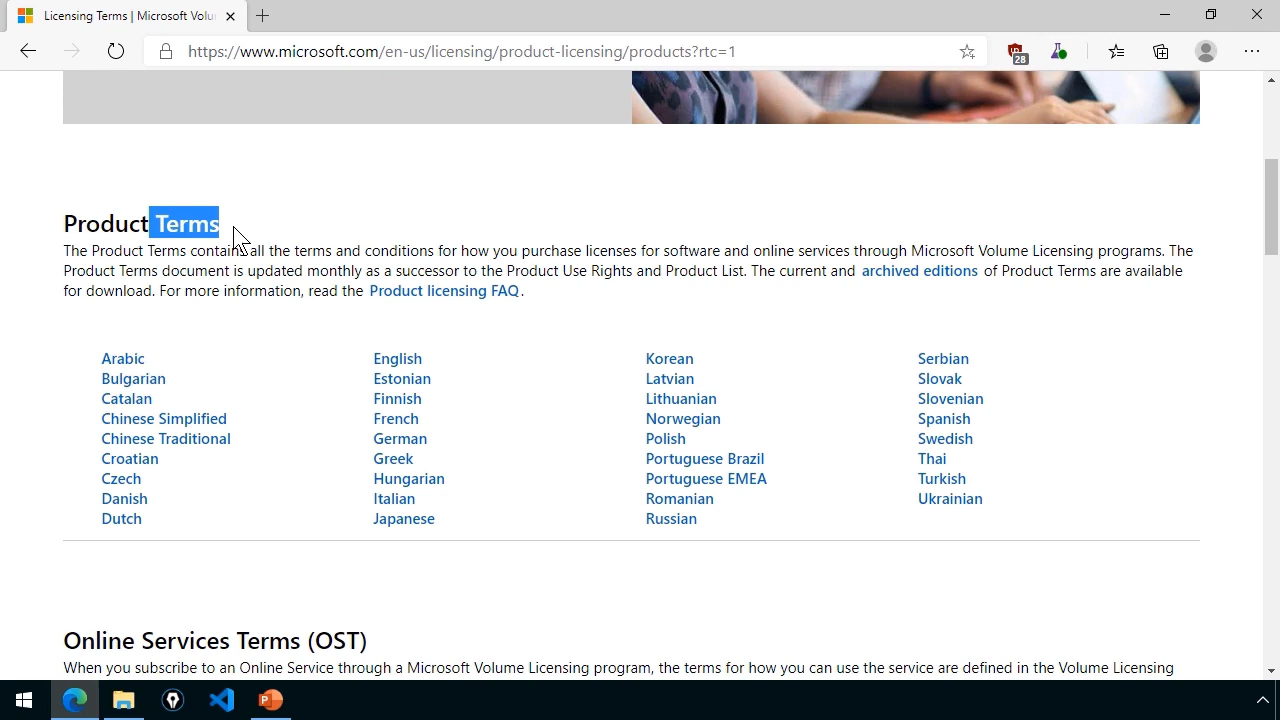 Licensing Terms | Microsoft Volu
https://www.microsoft.com/en-us/licensing/product-licensing/products?rtc=1
28
Product Terms
The Product Terms contain all the terms and conditions for how you purchase licenses for software and online services through Microsoft Volume Licensing programs. The
Product Terms document is updated monthly as a successor to the Product Use Rights and Product List. The current and archived editions of Product Terms are available
for download. For more information, read the Product licensing FAQ.
Arabic English Korean Serbian
Bulgarian Estonian Latvian Slovak
Catalan Finnish Lithuanian Slovenian
Chinese Simplified French Norwegian Spanish
Chinese Traditional German Polish Swedish
Croatian Greek Portuguese Brazil Thai
Czech Hungarian Portuguese EMEA Turkish
Danish Italian Romanian Ukrainian
Dutch Japanese Russian
Online Services Terms (OST)
When you subscribe to an Online Service through a Microsoft Volume Licensing program, the terms for how you can use the service are defined in the Volume Licensing